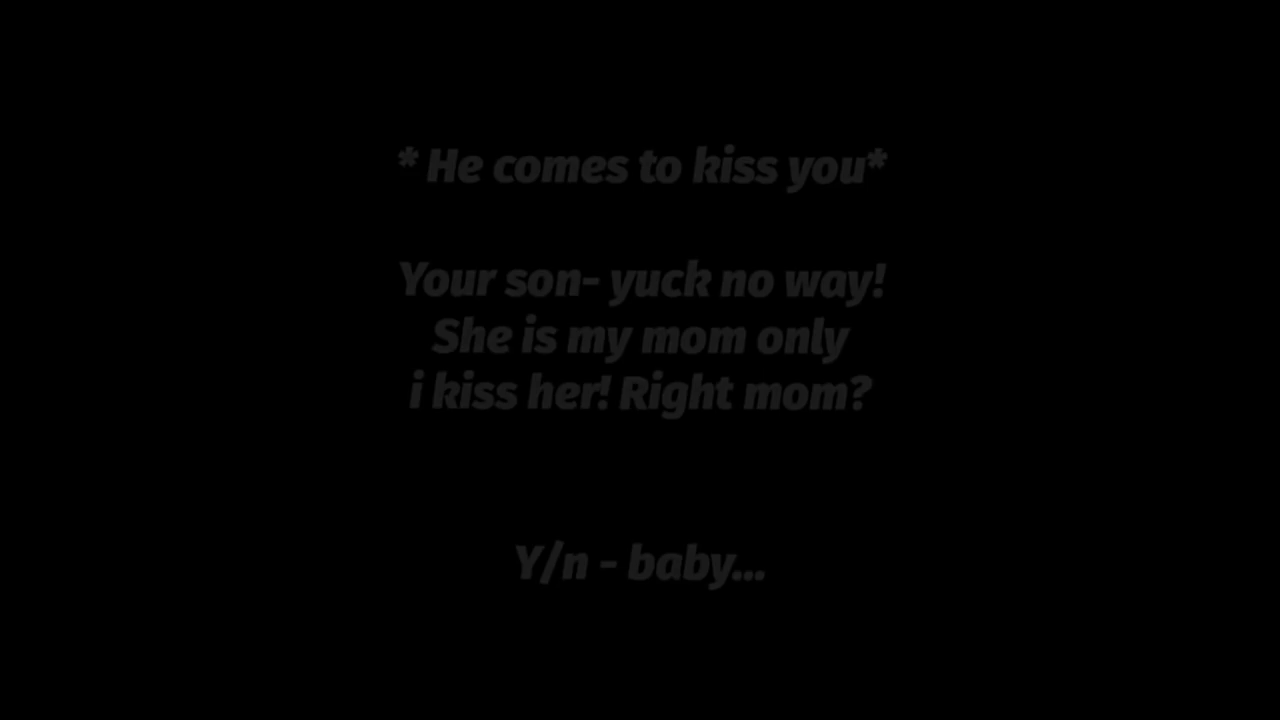 * He comes to kiss you*
Your son- yuck no way!
She is my mom only
i kiss her! Right mom?
Y/n - baby...